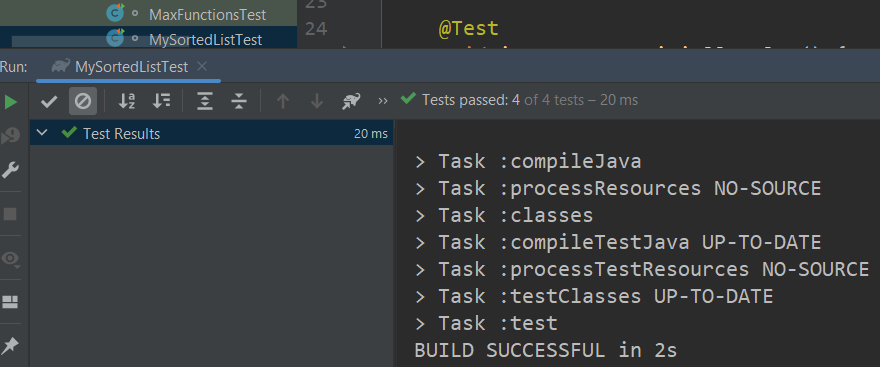 MaxFunctionsTest
MySortedListTest
23
24
@Test
Run:
MySortedListTest
Tests passed: 4 of 4 tests – 20 ms
Test Results
20 ms
> Task :compileJava
> Task :processResources NO-SOURCE
> Task :classes
> Task :compileTestJava UP-TO-DATE
> Task :processTestResources NO-SOURCE
> Task :testClasses UP-TO-DATE
> Task :test
BUILD SUCCESSFUL in 2s